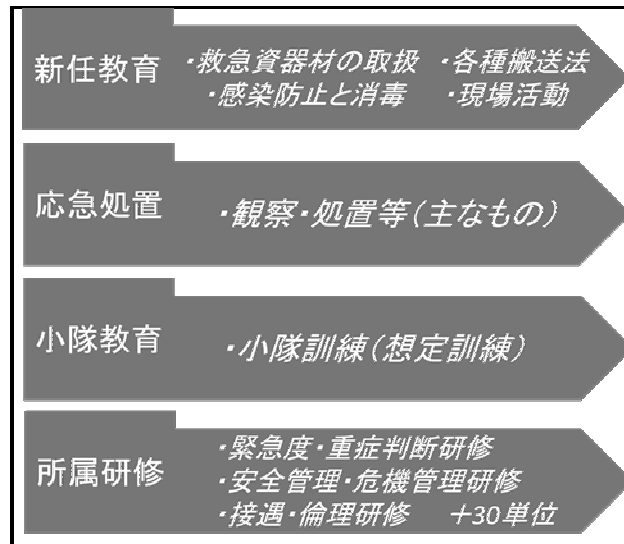 新任教育
・救急資器材の取扱 ・各種搬送法
・感染防止と消毒 ・現場活動
応急処置
・観察・処置等(主なもの)
小隊教育
・小隊訓練(想定訓練)
所属研修
・緊急度・重症判断研修
・安全管理・危機管理研修
・接遇・倫理研修 +30単位